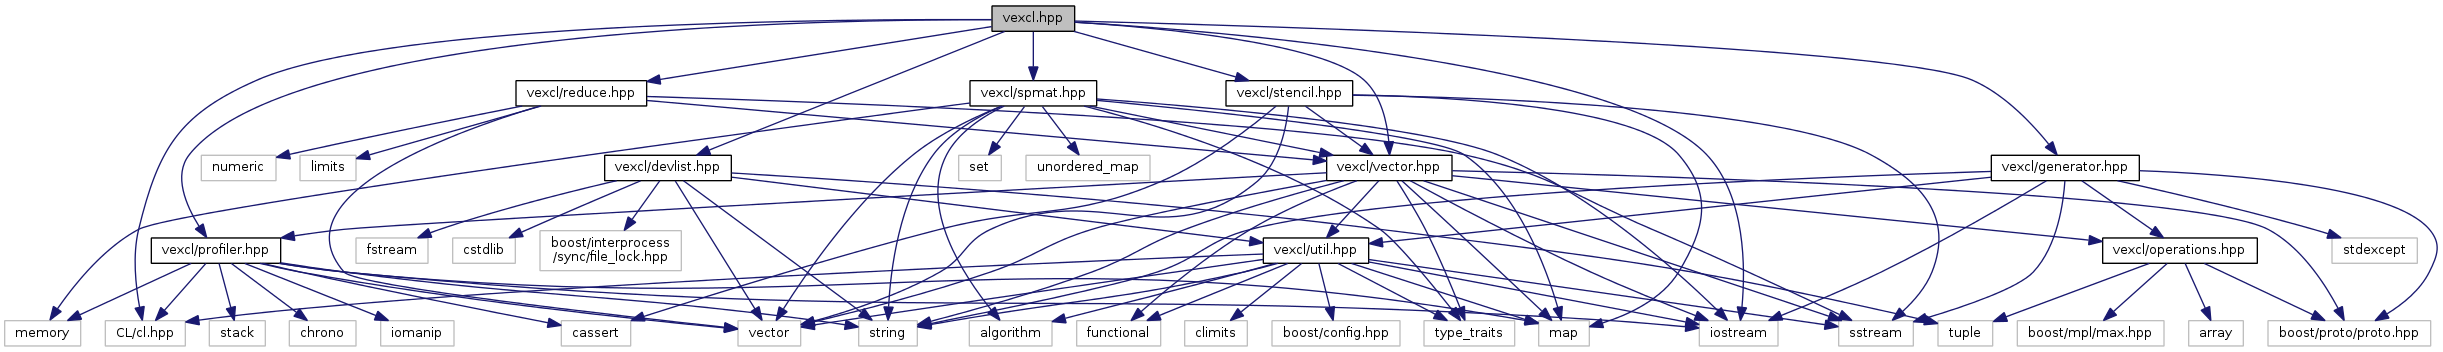 vexcl.hpp
vexcl/reduce.hpp
vexcl/spmat.hpp
vexcl/stencil.hpp
numeric
limits
vexcl/devlist.hpp
set
unordered_map
vexcl/vector.hpp
vexcl/generator.hpp
vexcl/profiler.hpp
fstream
cstdlib
boost/interprocess
/sync/file_lock.hpp
vexcl/util.hpp
vexcl/operations.hpp
stdexcept
memory
CL/cl.hpp
stack
chrono
iomanip
cassert
vector
string
algorithm
functional
climits
boost/config.hpp
type_traits
map
iostream
sstream
tuple
boost/mpl/max.hpp
array
boost/proto/proto.hpp